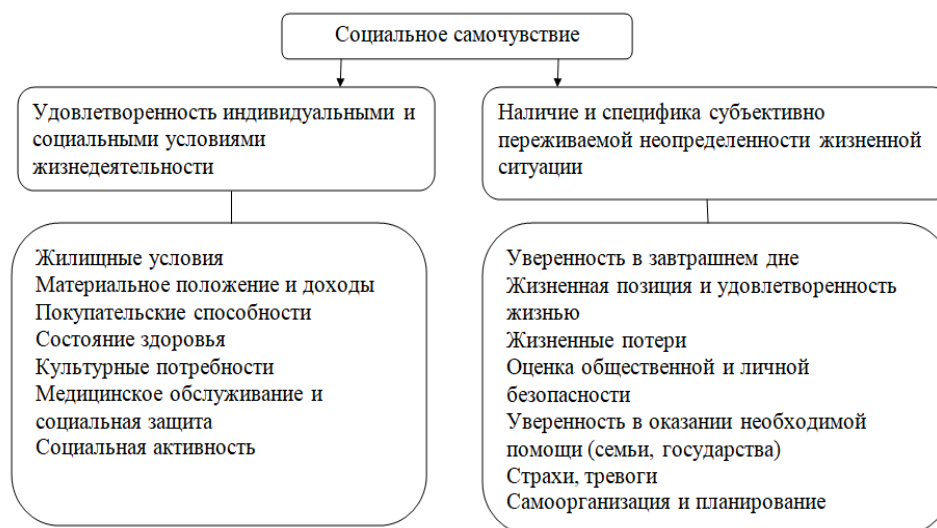 Социальное самочувствие
Удовлетворенность индивидуальными и
социальными условиями
жизнедеятельности
Наличие и специфика субъективно
переживаемой неопределенности жизненной
ситуации
Жилищные условия
Материальное положение и доходы
Покупательские способности
Состояние здоровья
Культурные потребности
Медицинское обслуживание и
социальная защита
Социальная активность
Уверенность в завтрашнем дне
Жизненная позиция и удовлетворенность
жизнью
Жизненные потери
Оценка общественной и личной
безопасности
Уверенность в оказании необходимой
помощи (семьи, государства)
Страхи, тревоги
Самоорганизация и планирование